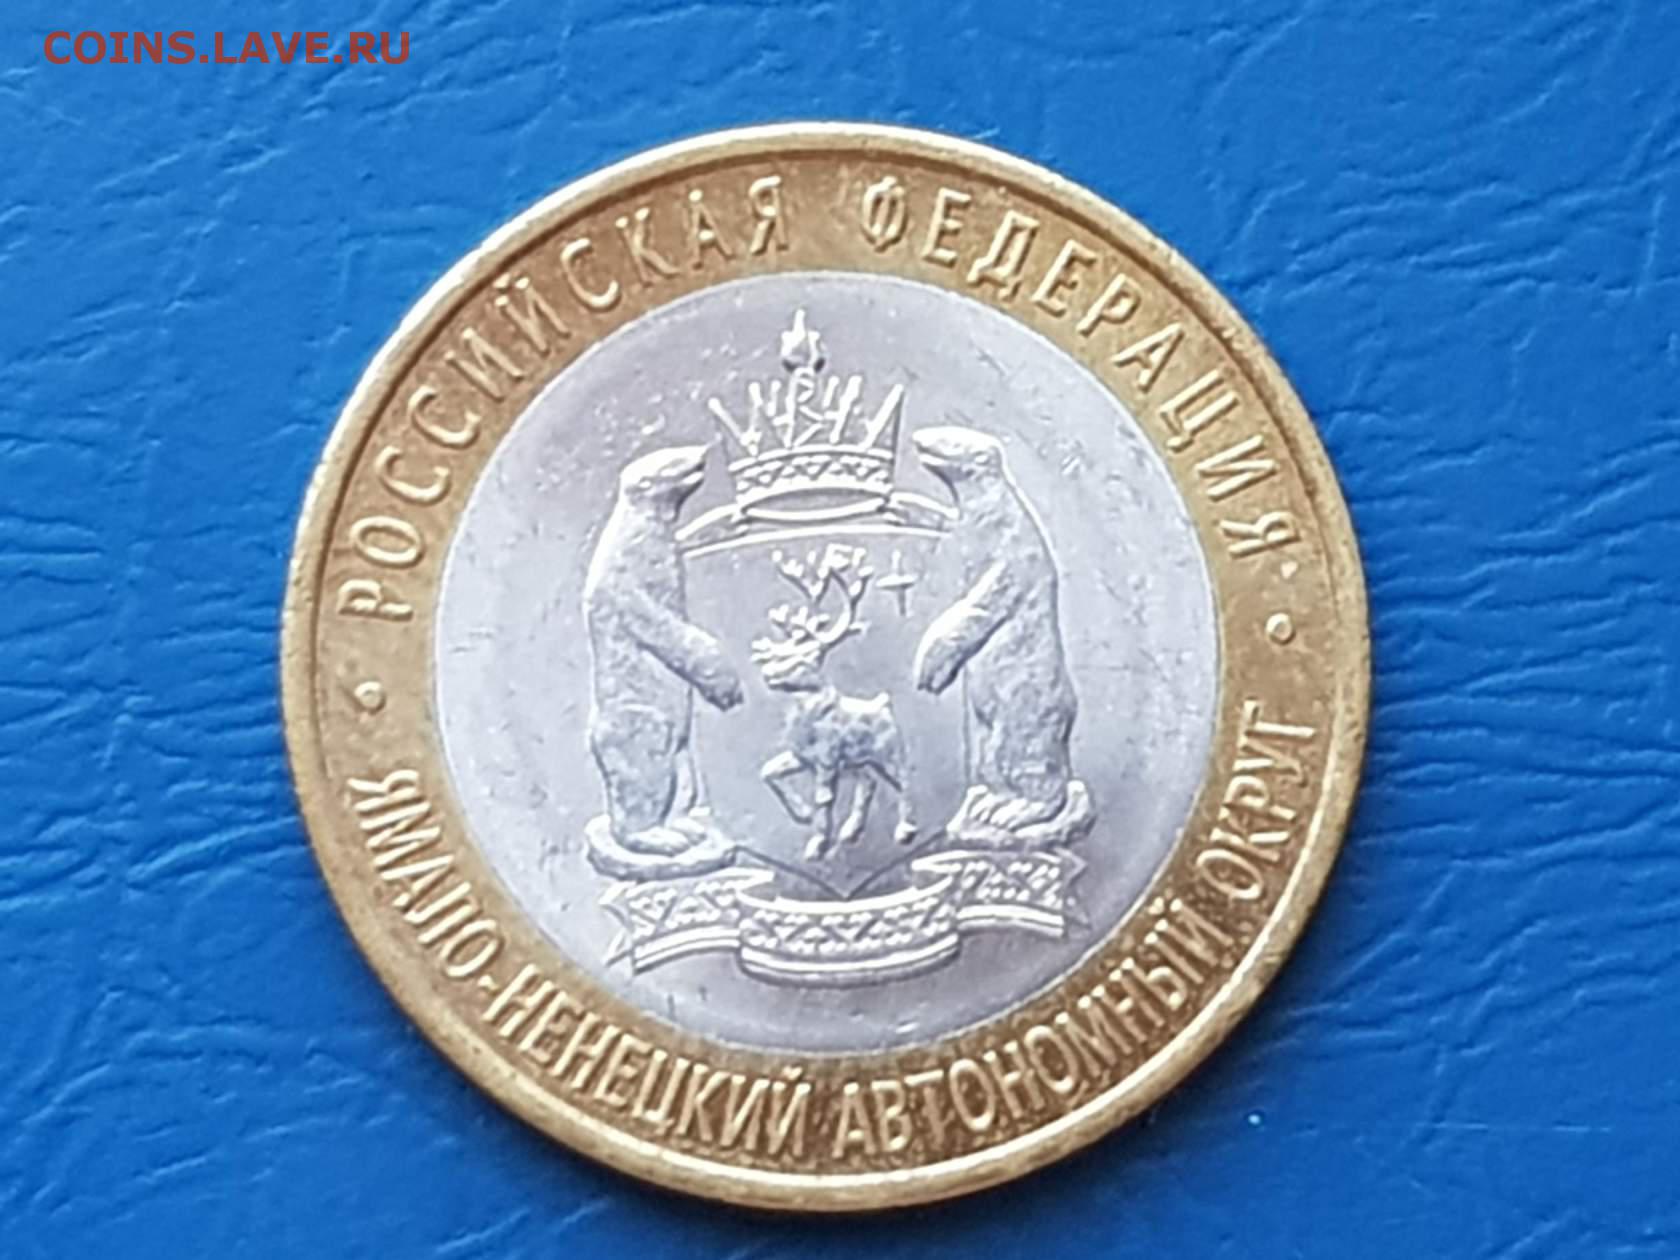 COINS.LAVE.RU
РОССИЙСКАЯ ФЕДЕРАЦИЯ
ЯМАЛО-НЕНЕЦКИЙ АВТОНОМНЫЙ ОКРУГ